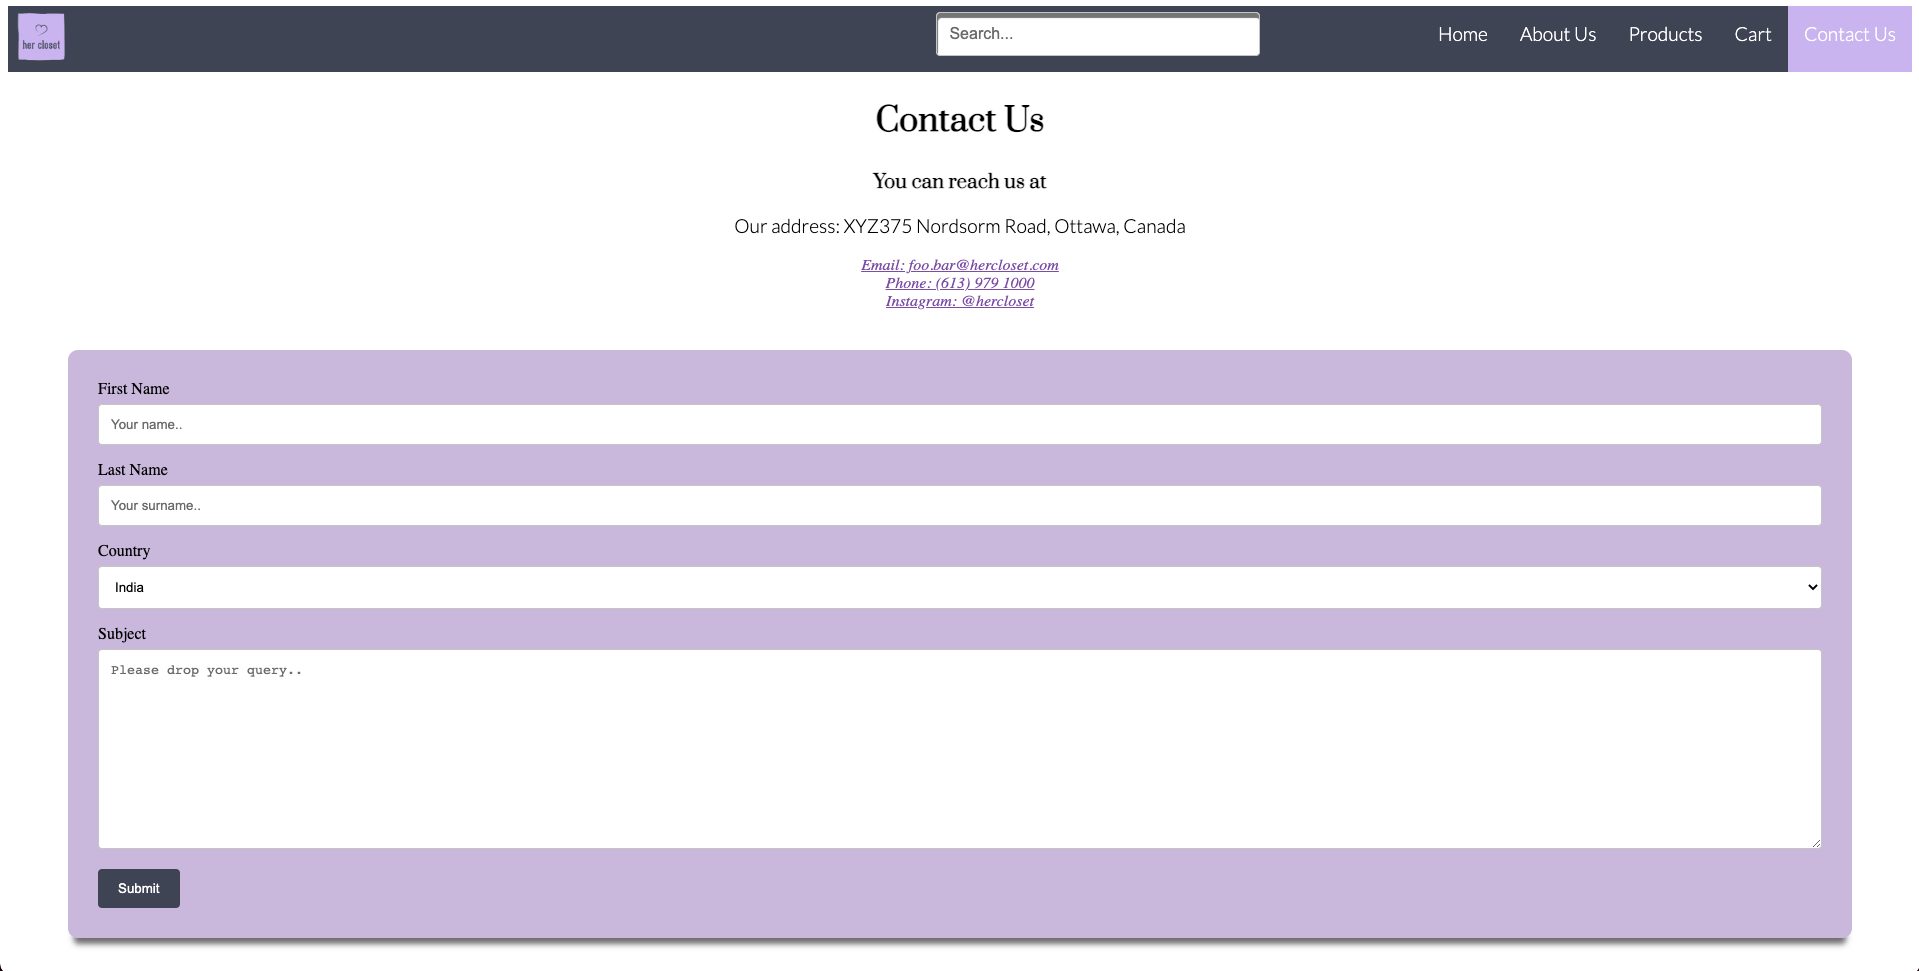 her closet
Search...
Home
About Us
Products
Cart
Contact Us
Contact Us
You can reach us at
Our address: XYZ375 Nordsorm Road, Ottawa, Canada
Email: foo.bar@hercloset.com
Phone: (613) 979 1000
Instagram: @hercloset
First Name
Your name..
Last Name
Your surname..
Country
India
Subject
Please drop your query..
Submit